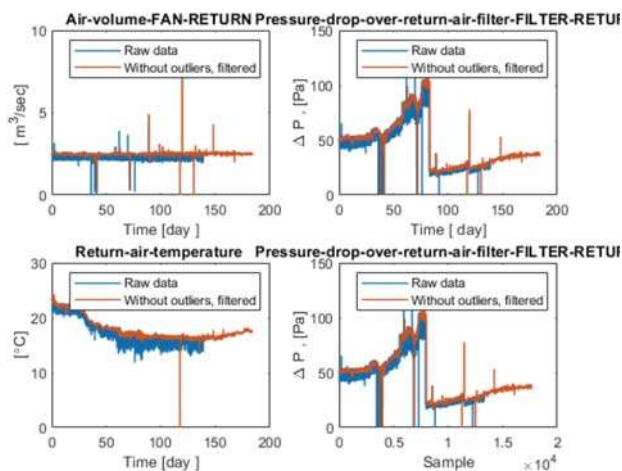 Air-volume-FAN-RETURN
Pressure-drop-over-return-air-filter-FILTER-RETUR
10
5
0
[ m³/sec]
Raw data
Without outliers, filtered
0 50 100 150 200
Time [day ]
150
100
50
0
Δ P , [Pa]
Raw data
Without outliers, filtered
0 50 100 150 200
Time [ day]
Return-air-temperature
Pressure-drop-over-return-air-filter-FILTER-RETUR
30
20
10
0
[°C]
Raw data
Without outliers, filtered
0 50 100 150 200
Time [day ]
150
100
50
0
Δ P , [Pa]
Raw data
Without outliers, filtered
0 0.5 1 1.5 2
Sample
× 10⁴